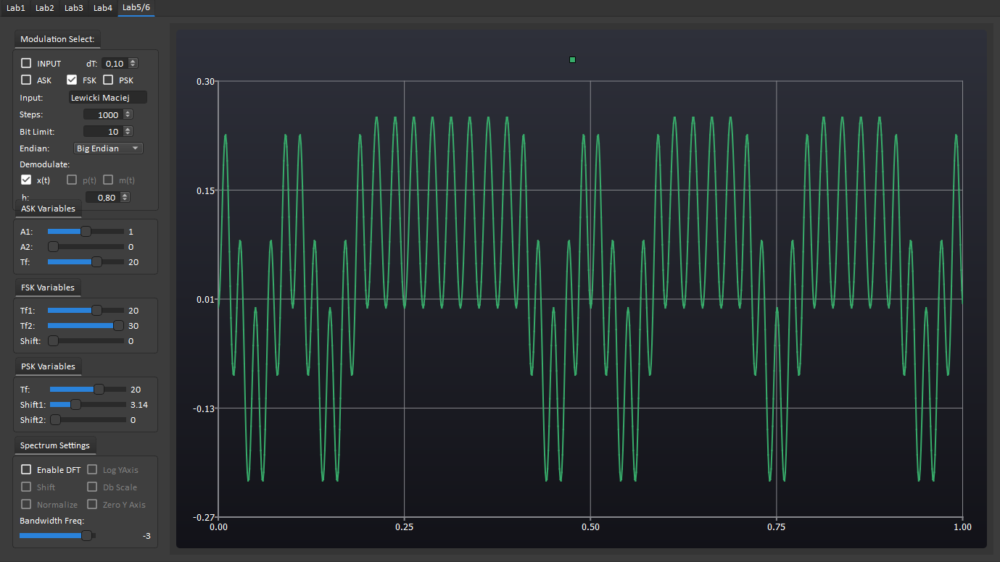 Lab1 Lab2 Lab3 Lab4 Lab5/6
Modulation Select:
INPUT dT: 0,10
ASK FSK PSK
Input: Lewicki Maciej
Steps: 1000
Bit Limit: 10
Endian: Big Endian
Demodulate:
x(t) p(t) m(t)
h: 0,80
ASK Variables
A1: 1
A2: 0
Tf: 20
FSK Variables
Tf1: 20
Tf2: 30
Shift: 0
PSK Variables
Tf: 20
Shift1: 3.14
Shift2: 0
Spectrum Settings
Enable DFT Log YAxis
Shift Db Scale
Normalize Zero Y Axis
Bandwidth Freq:
-3
0.30
0.15
0.01
-0.13
-0.27
0.00 0.25 0.50 0.75 1.00